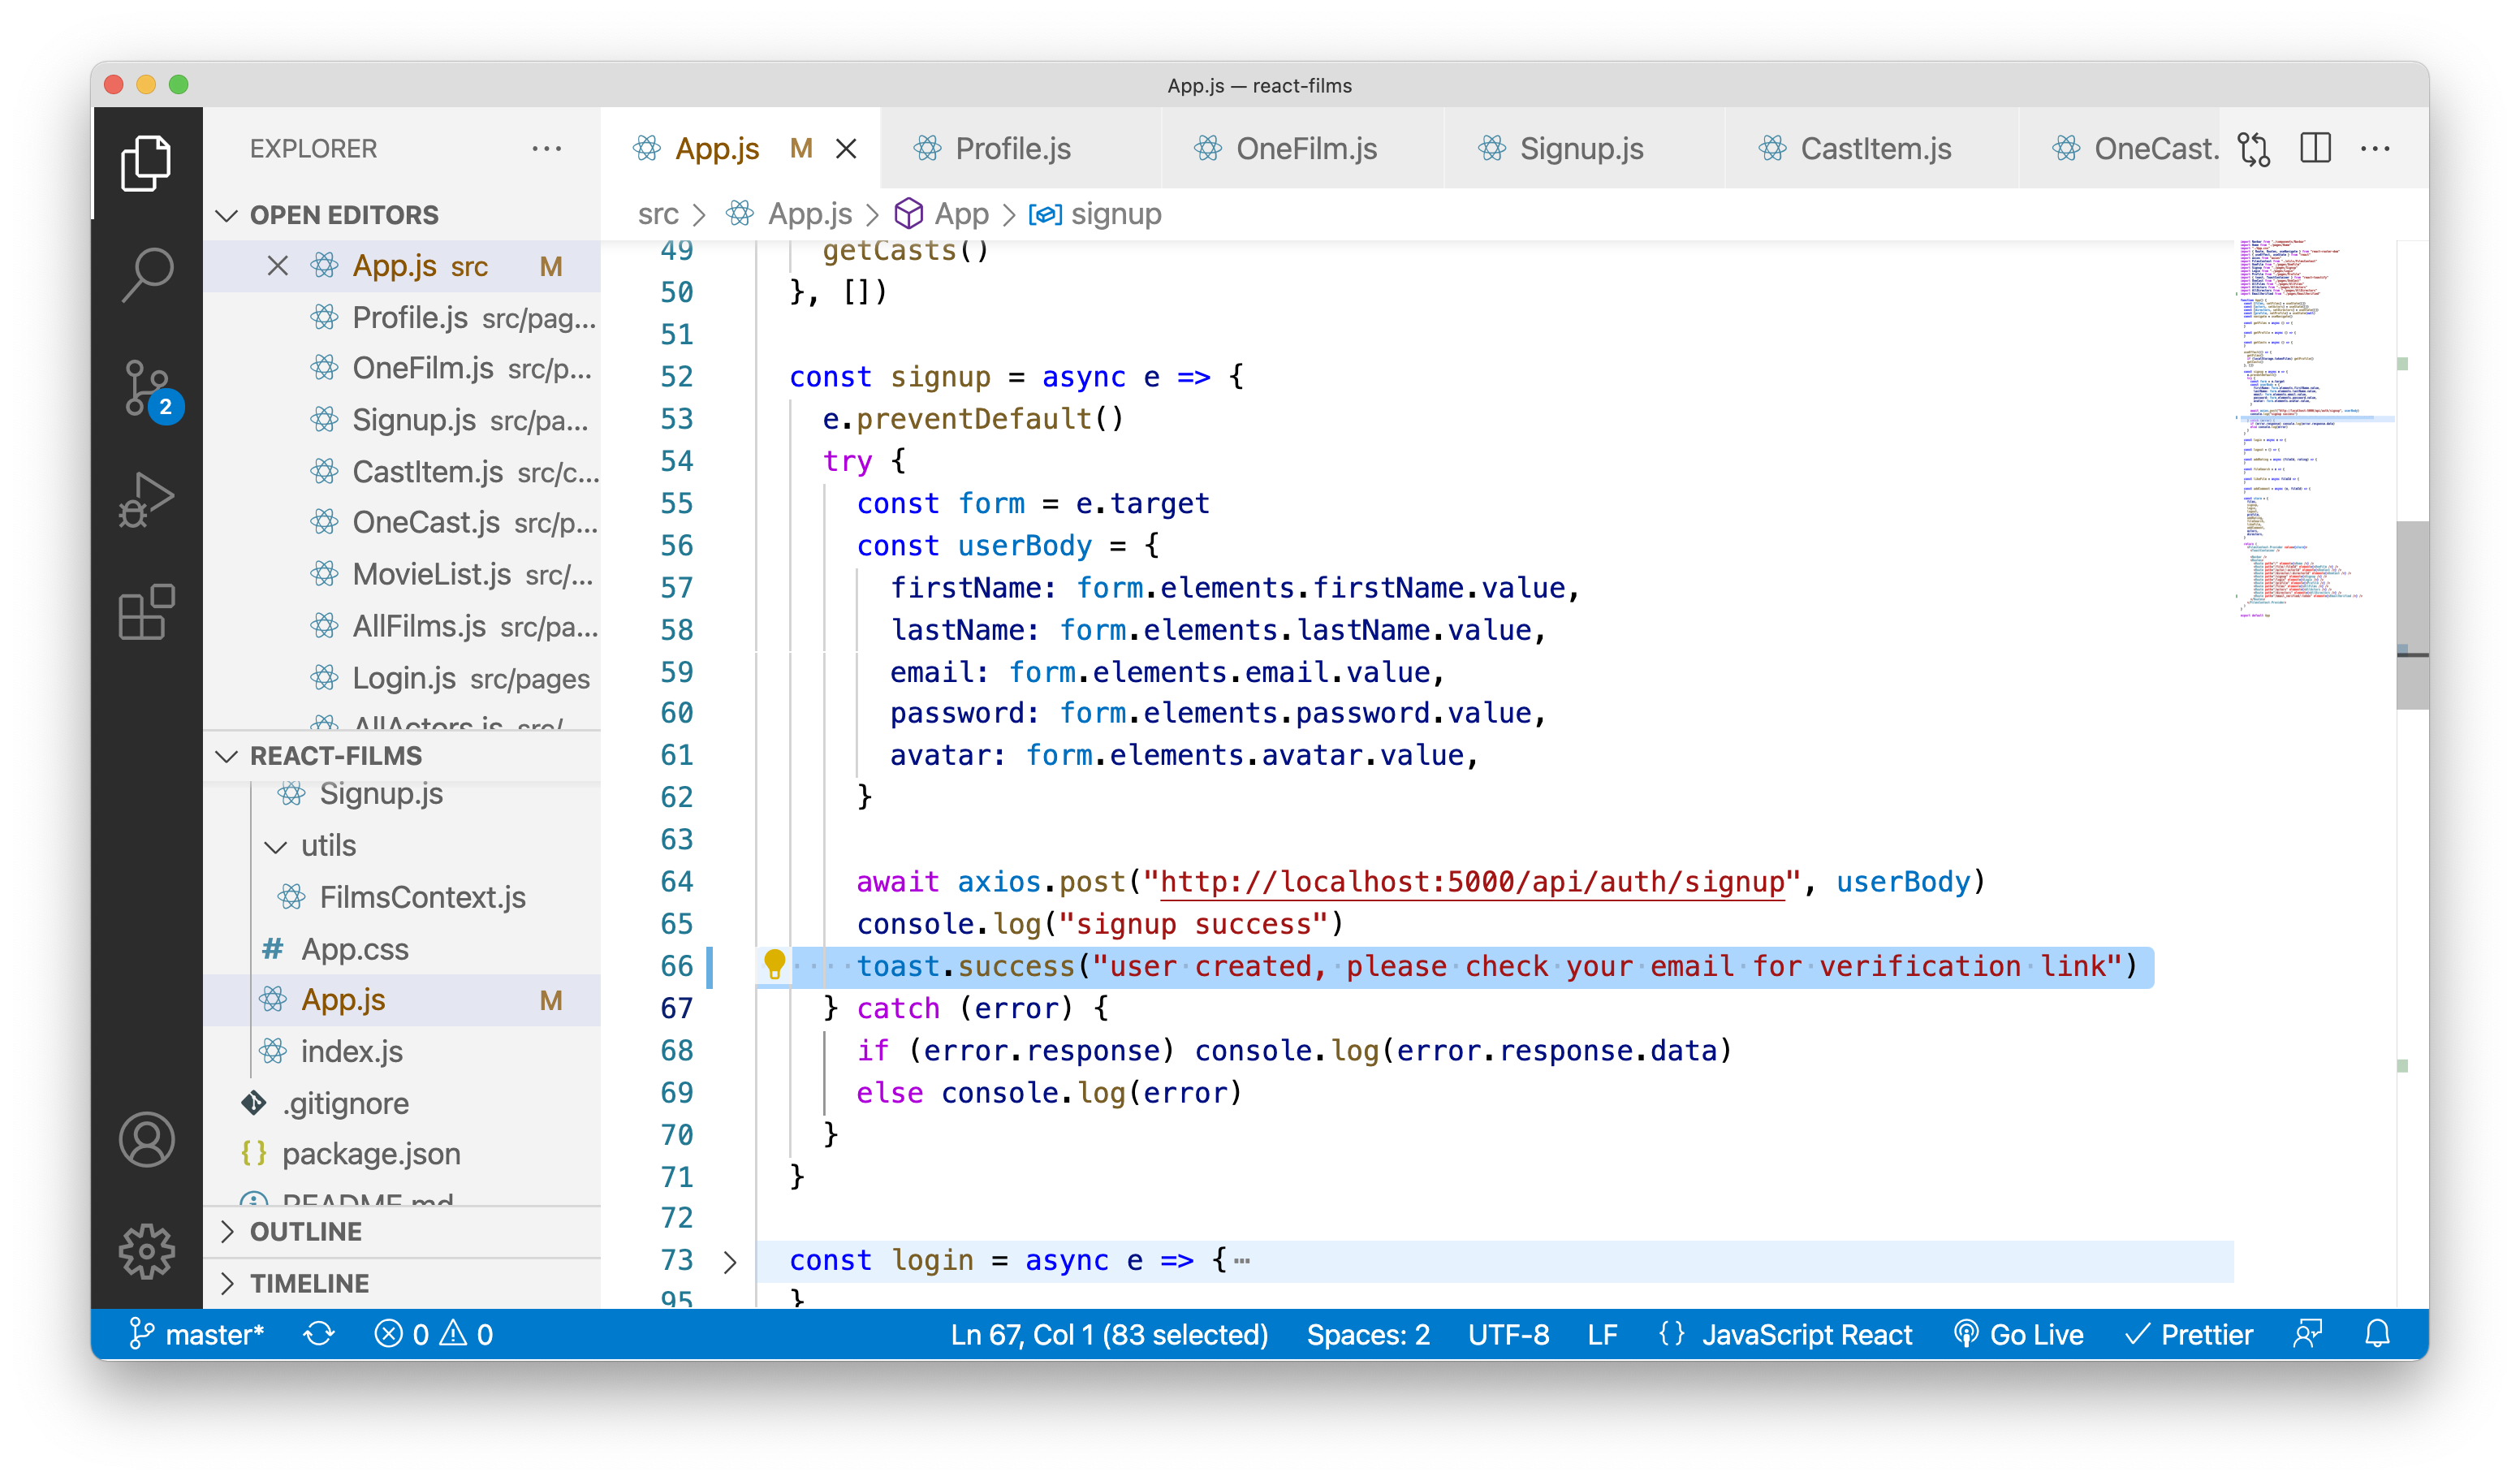 App.js — react-films
EXPLORER
App.js M
Profile.js
OneFilm.js
Signup.js
CastItem.js
OneCast.
OPEN EDITORS
src
App.js
App
signup
App.js src M
Profile.js src/pag...
OneFilm.js src/p...
Signup.js src/pa...
CastItem.js src/c...
OneCast.js src/p...
MovieList.js src/...
AllFilms.js src/pa...
Login.js src/pages
AllActors.js src/
REACT-FILMS
Signup.js
utils
FilmsContext.js
App.css
App.js M
index.js
.gitignore
package.json
README.md
OUTLINE
TIMELINE
2
49 getCasts()
50 }, [])
51
52 const signup = async e => {
53 e.preventDefault()
54 try {
55 const form = e.target
56 const userBody = {
57 firstName: form.elements.firstName.value,
58 lastName: form.elements.lastName.value,
59 email: form.elements.email.value,
60 password: form.elements.password.value,
61 avatar: form.elements.avatar.value,
62 }
63
64 await axios.post("http://localhost:5000/api/auth/signup", userBody)
65 console.log("signup success")
66 toast.success("user created, please check your email for verification link")
67 } catch (error) {
68 if (error.response) console.log(error.response.data)
69 else console.log(error)
70 }
71 }
72
73 const login = async e => {…
95 }
master* 0 0 Ln 67, Col 1 (83 selected) Spaces: 2 UTF-8 LF {} JavaScript React Go Live Prettier